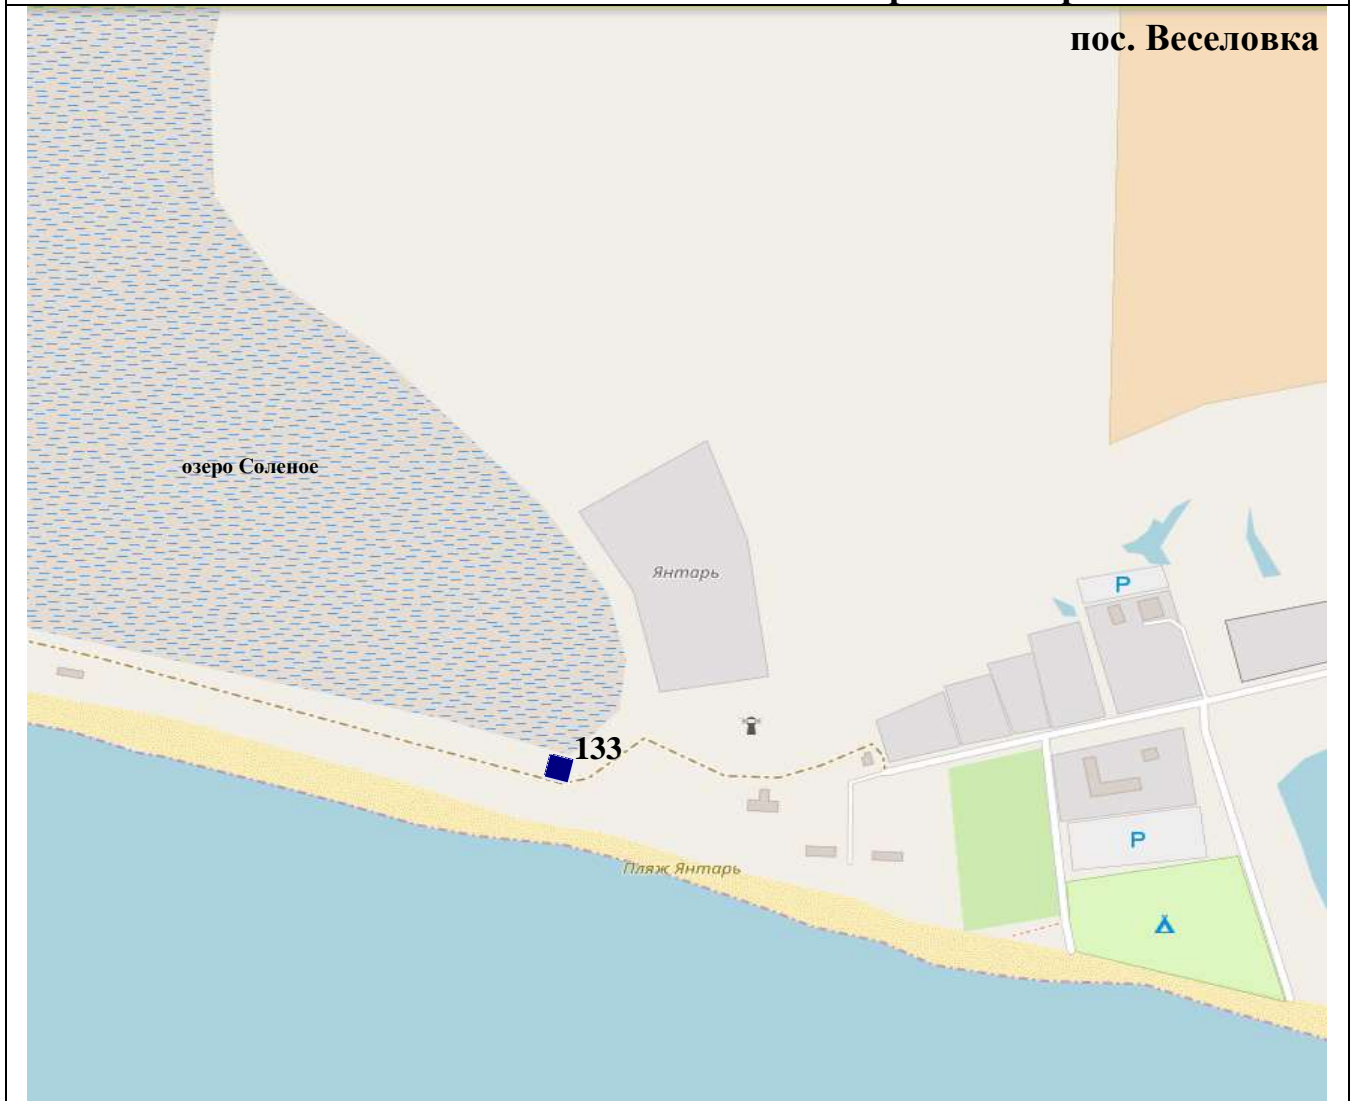 пос. Веселовка
озеро Соленое
Янтарь
P
133
P
Пляж Янтарь